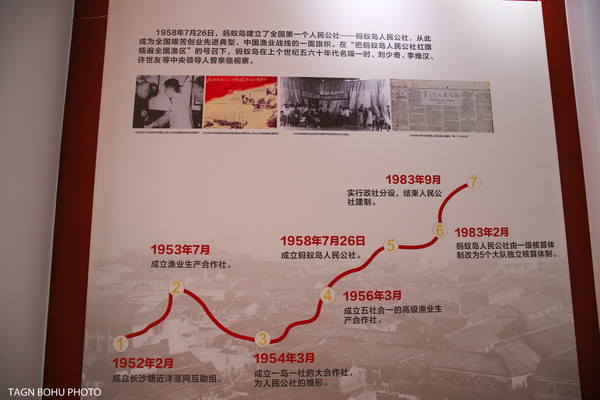 1958年7月26日，蚂蚁岛建立了全国第一个人民公社——蚂蚁岛人民公社，从此
成为全国艰苦创业先进典型、中国渔业战线的一面旗帜。在“把蚂蚁岛人民公社红旗
插遍全国渔区”的号召下，蚂蚁岛在上个世纪五六十年代名噪一时，刘少奇、李维汉、
许世友等中央领导人曾亲临视察。
1983年9月
实行政社分设，结束人民公
社建制。
7
1983年2月
蚂蚁岛人民公社由一级核算体
制改为5个大队独立核算体制。
6
1958年7月26日
成立蚂蚁岛人民公社。
5
1953年7月
成立渔业生产合作社。
2
4
1956年3月
成立五社合一的高级渔业生
产合作社。
1
1952年2月
成立长沙塘近洋涨网互助组。
3
1954年3月
成立一岛一社的大合作社，
为人民公社的雏形。
TAGN BOHU PHOTO